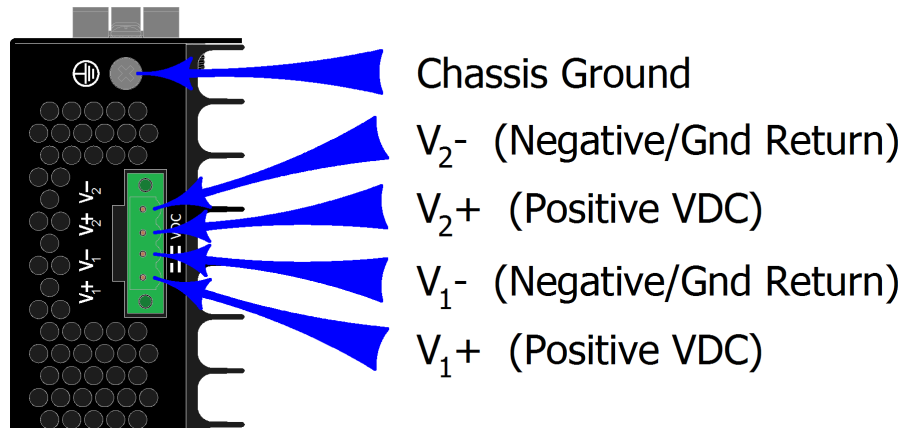 Chassis Ground
V2- (Negative/Gnd Return)
V2+ (Positive VDC)
V1- (Negative/Gnd Return)
V1+ (Positive VDC)
V2-
V2+
V1-
V1+
VDC